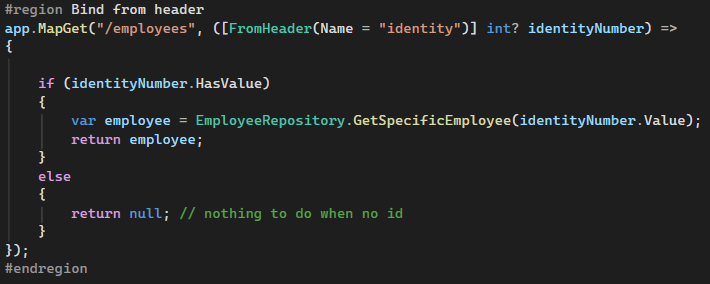 #region Bind from header
app.MapGet("/employees", ([FromHeader(Name = "identity")] int? identityNumber) =>
{
if (identityNumber.HasValue)
{
var employee = EmployeeRepository.GetSpecificEmployee(identityNumber.Value);
return employee;
}
else
{
return null; // nothing to do when no id
}
});
#endregion